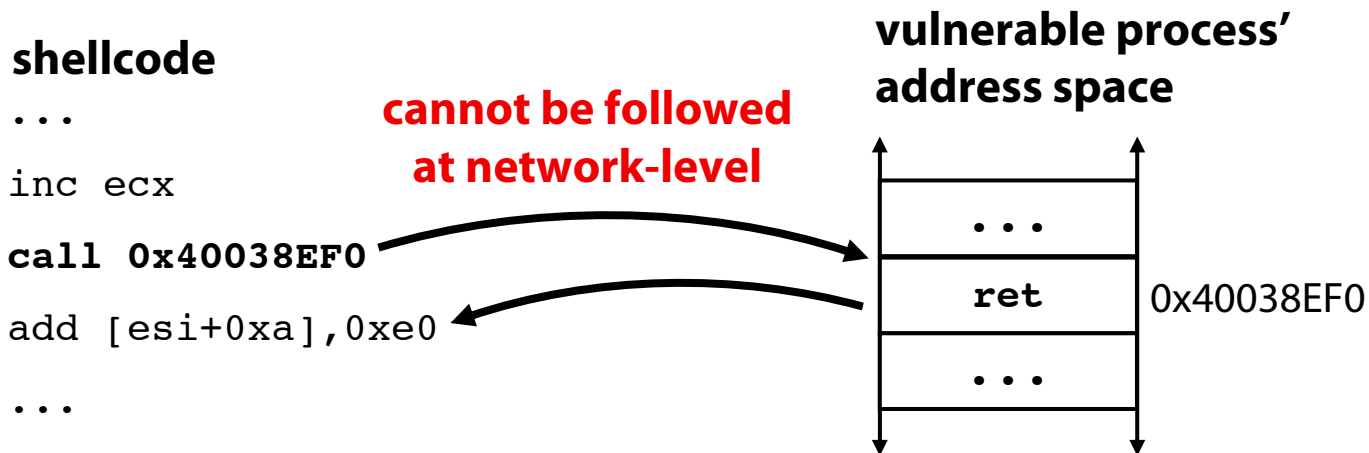 shellcode
...
inc ecx
call 0x40038EF0
add [esi+0xa],0xe0
...
cannot be followed
at network-level
vulnerable process’
address space
...
ret
0x40038EF0
...